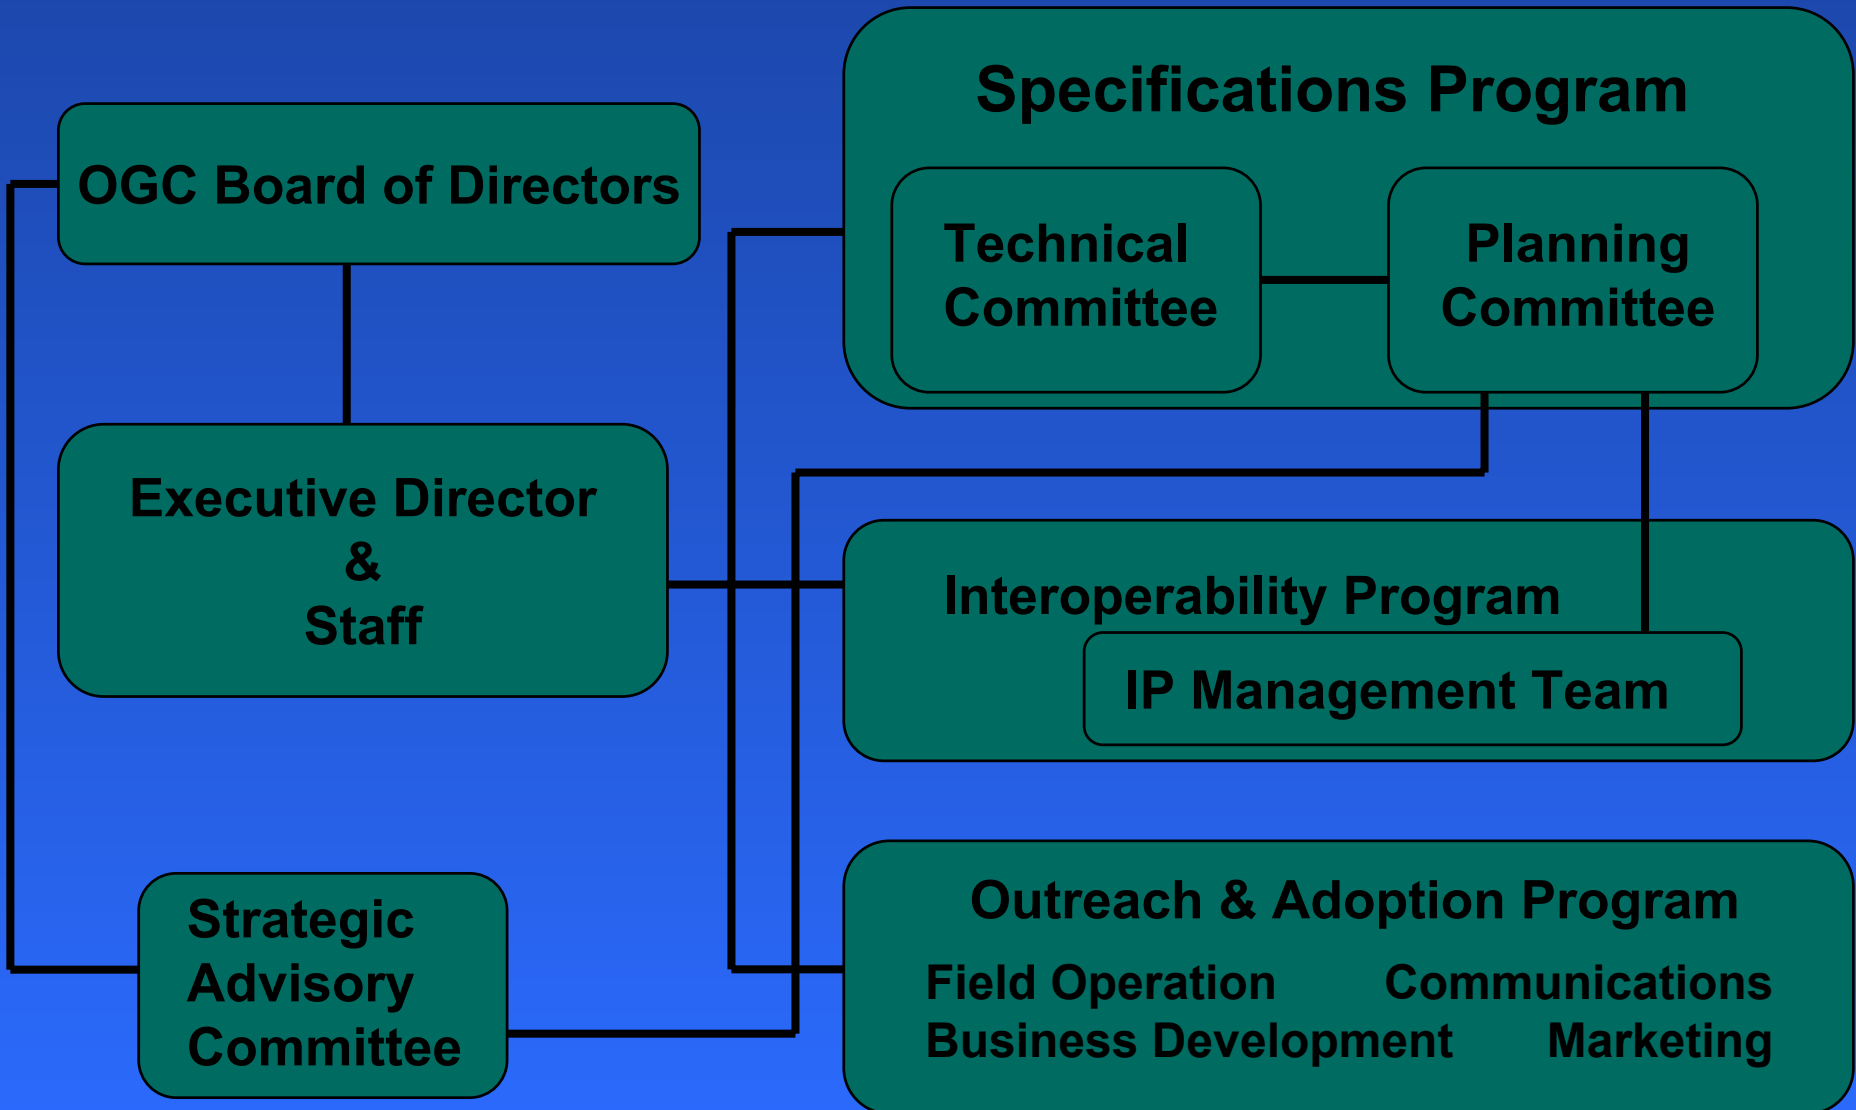 OGC Board of Directors
Executive Director
&
Staff
Strategic
Advisory
Committee
Specifications Program
Technical
Committee
Planning
Committee
Interoperability Program
IP Management Team
Outreach & Adoption Program
Field Operation Communications
Business Development Marketing